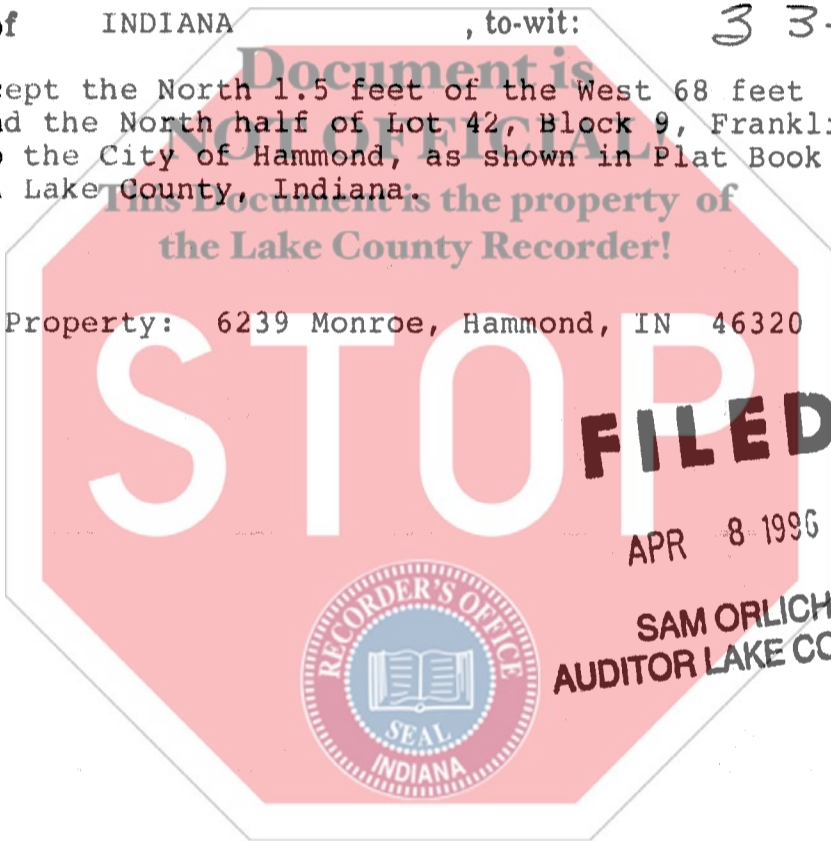 of INDIANA , to-wit: 3 3-
Document is
cept the North 1.5 feet of the West 68 feet
NOT OFFICIAL!
d the North half of Lot 42, Block 9, Frankli
o the City of Hammond, as shown in Plat Book
Lake County, Indiana.
This Document is the property of
the Lake County Recorder!
Property: 6239 Monroe, Hammond, IN 46320
STOP
FILED
APR 8 1996
SAM ORLICH
AUDITOR LAKE CO
RECORDER'S OFFICE
SEAL
INDIANA